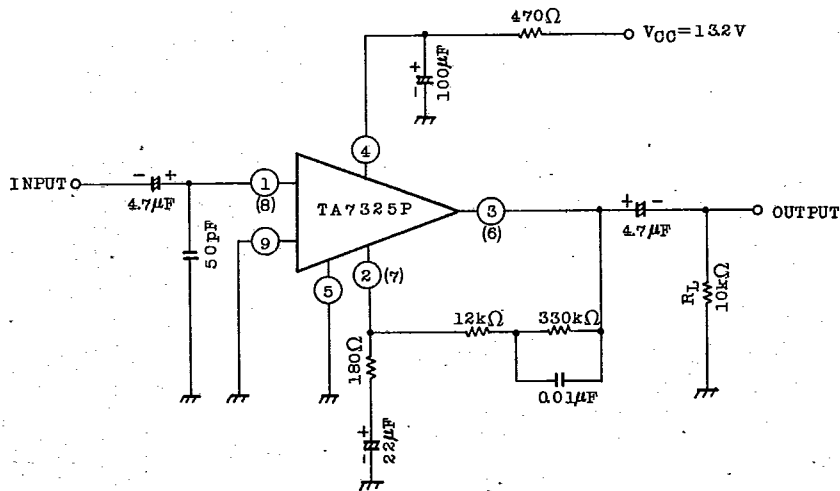 470Ω
VCC=13.2V
+
-
100μF
4
INPUT
- +
4.7μF
1
(8)
TA7325P
3
(6)
+ -
4.7μF
OUTPUT
50pF
9
5
2
(7)
RL
10kΩ
12kΩ
330kΩ
180Ω
0.01μF
+
-
22μF